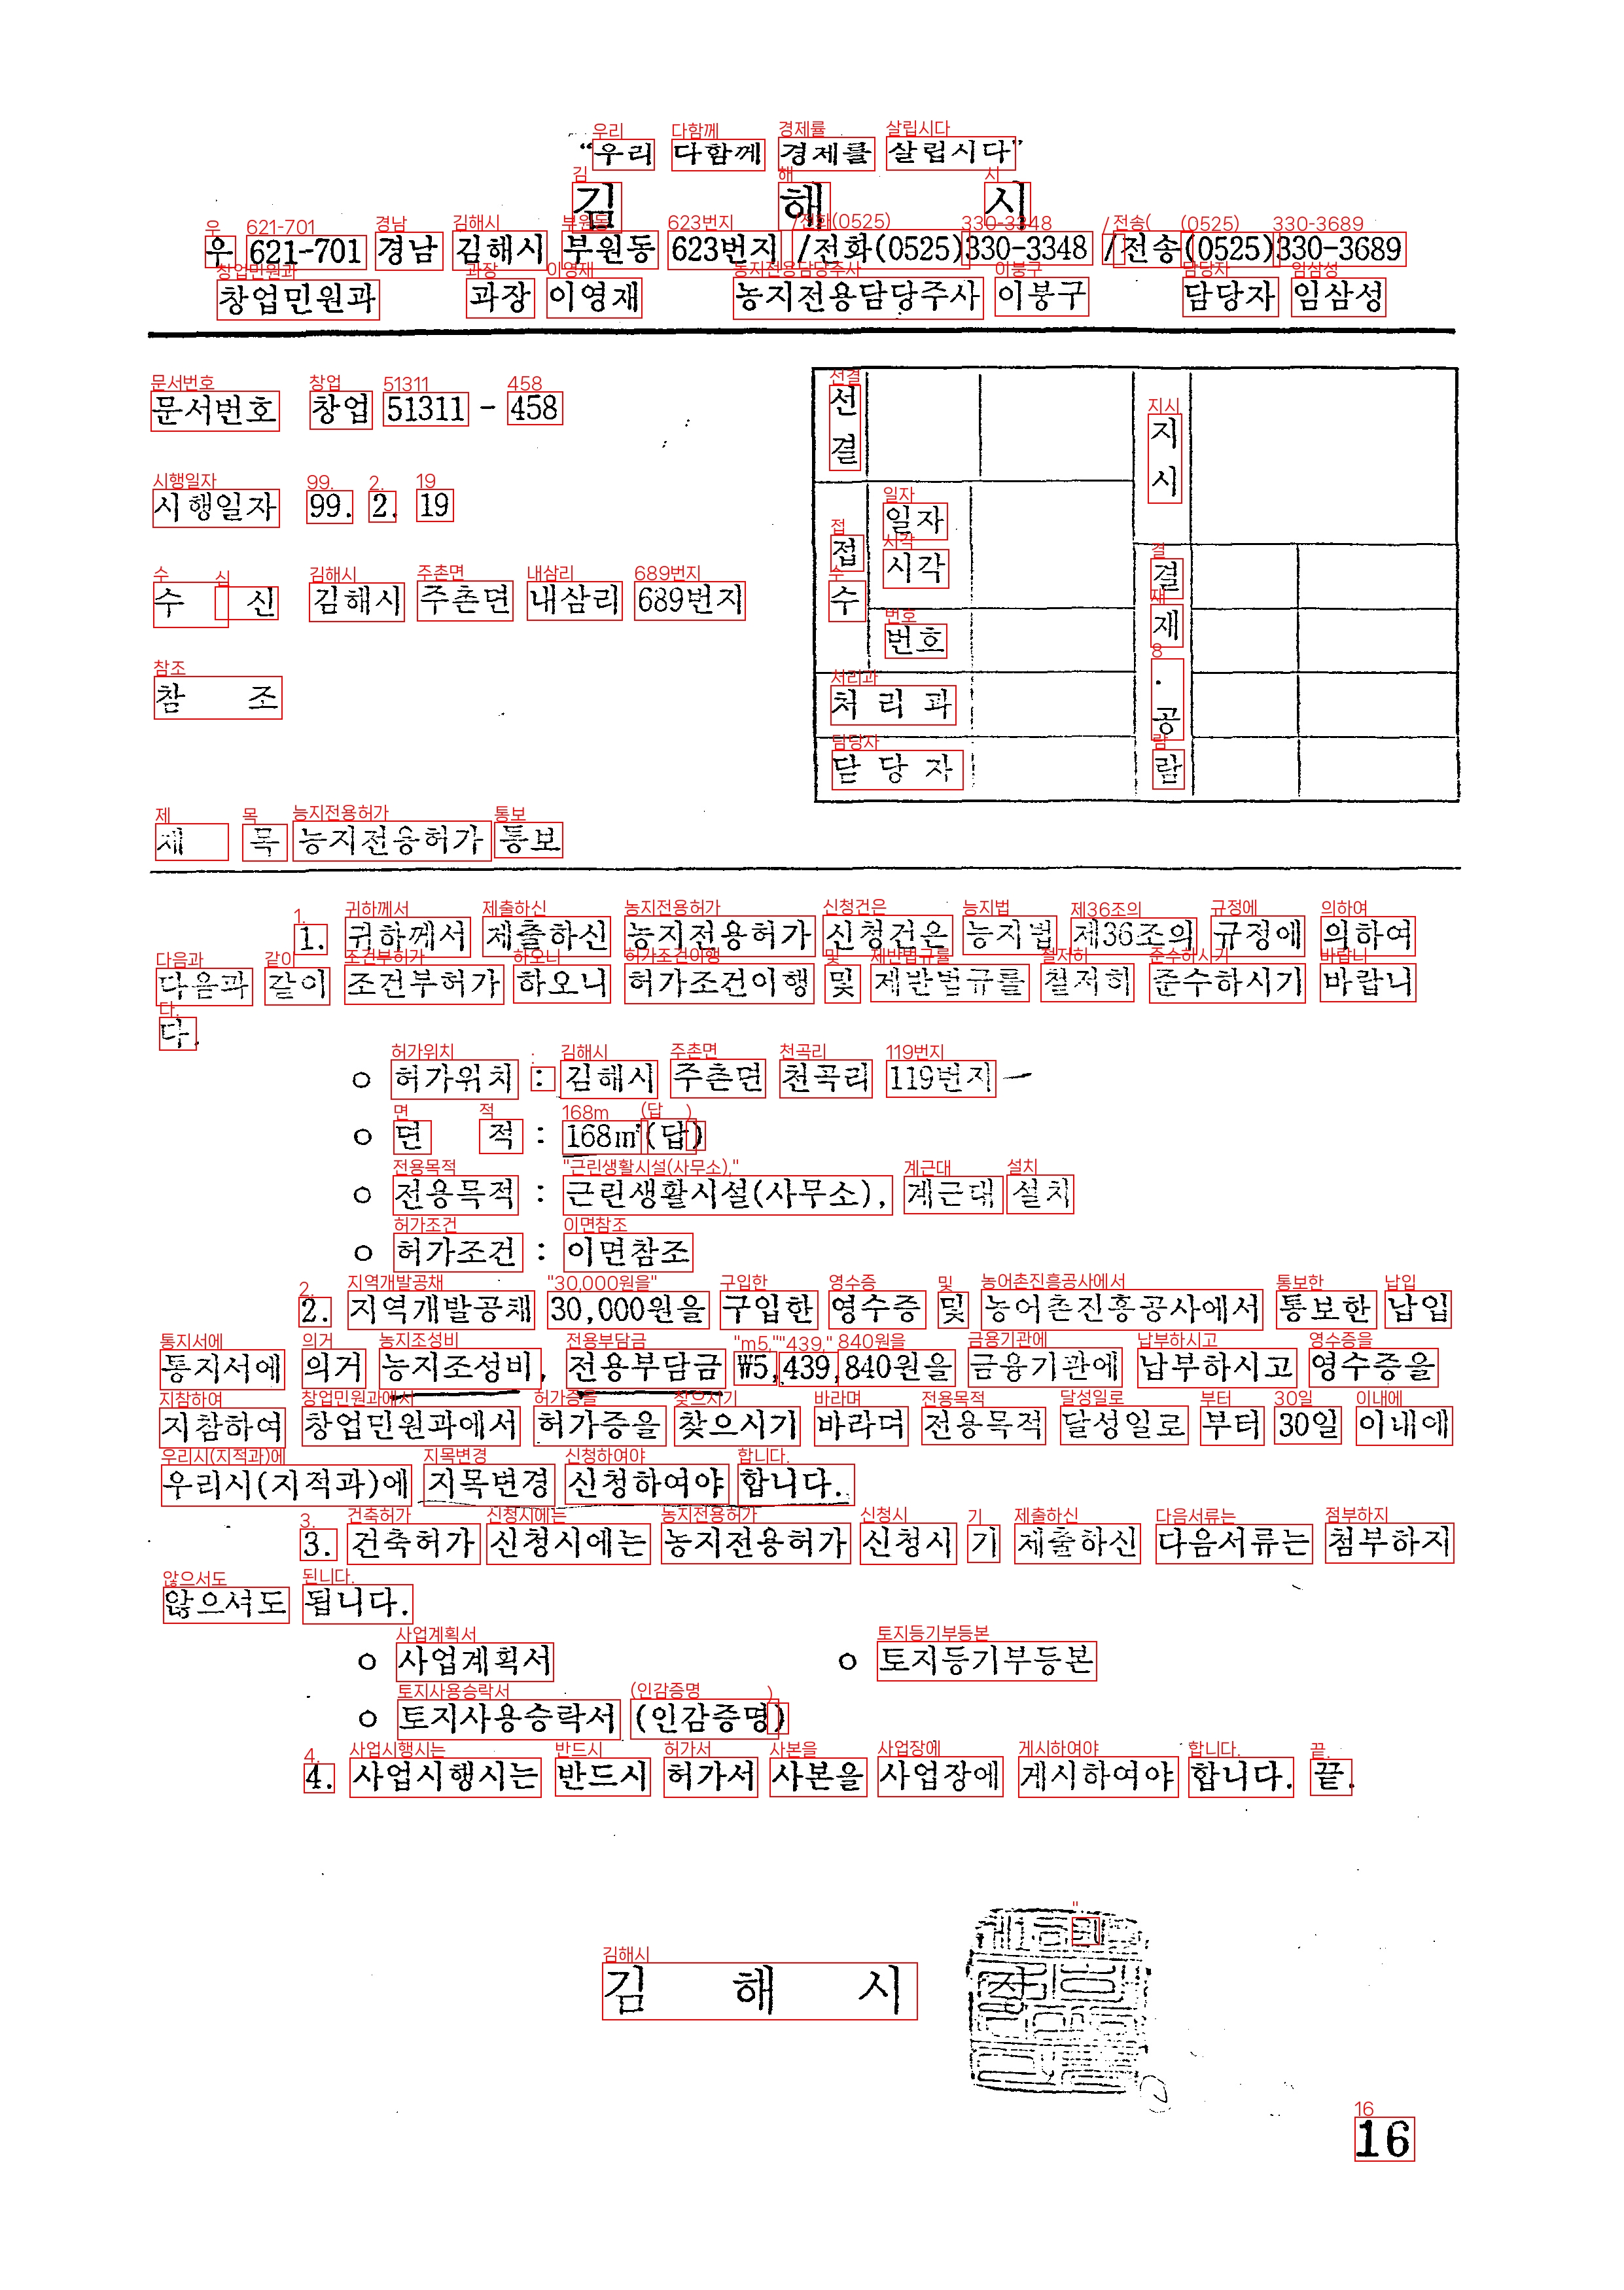 “우리 다함께 경제를 살립시다”
김 해 시
우 621-701 경남 김해시 부원동 623번지 /전화(0525)330-3348 /전송(0525)330-3689
창업민원과 과장 이영재 농지전용담당주사 이붕구 담당자 임삼성
문서번호 창업 51311 - 458
시행일자 99. 2. 19
수 신 김해시 주촌면 내삼리 689번지
참 조
선결
지시
접수
일자
시각
번호
처 리 과
담 당 자
결재·공람
제 목 농지전용허가 통보
1. 귀하께서 제출하신 농지전용허가 신청건은 농지법 제36조의 규정에 의하여
다음과 같이 조건부허가 하오니 허가조건이행 및 제반법규를 철저히 준수하시기 바랍니
다.
o 허가위치 : 김해시 주촌면 천곡리 119번지
o 면 적 : 168㎡(답)
o 전용목적 : 근린생활시설(사무소), 계근대 설치
o 허가조건 : 이면참조
2. 지역개발공채 30,000원을 구입한 영수증 및 농어촌진흥공사에서 통보한 납입
통지서에 의거 농지조성비, 전용부담금 ₩5,439,840원을 금융기관에 납부하시고 영수증을
지참하여 창업민원과에서 허가증을 찾으시기 바라며 전용목적 달성일로 부터 30일 이내에
우리시(지적과)에 지목변경 신청하여야 합니다.
3. 건축허가 신청시에는 농지전용허가 신청시 기 제출하신 다음서류는 첨부하지
않으셔도 됩니다.
o 사업계획서 o 토지등기부등본
o 토지사용승락서 (인감증명)
4. 사업시행시는 반드시 허가서 사본을 사업장에 게시하여야 합니다. 끝.
김 해 시
16